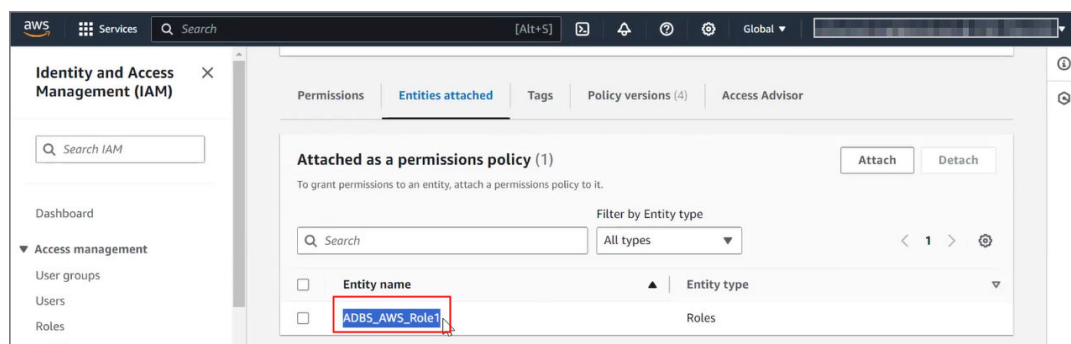 aws Services Search [Alt+S] Global
Identity and Access
Management (IAM)
Search IAM
Dashboard
Access management
User groups
Users
Roles
Permissions Entities attached Tags Policy versions (4) Access Advisor
Attached as a permissions policy (1)
Attach Detach
To grant permissions to an entity, attach a permissions policy to it.
Filter by Entity type
Search All types 1
Entity name Entity type
ADBS_AWS_Role1 Roles